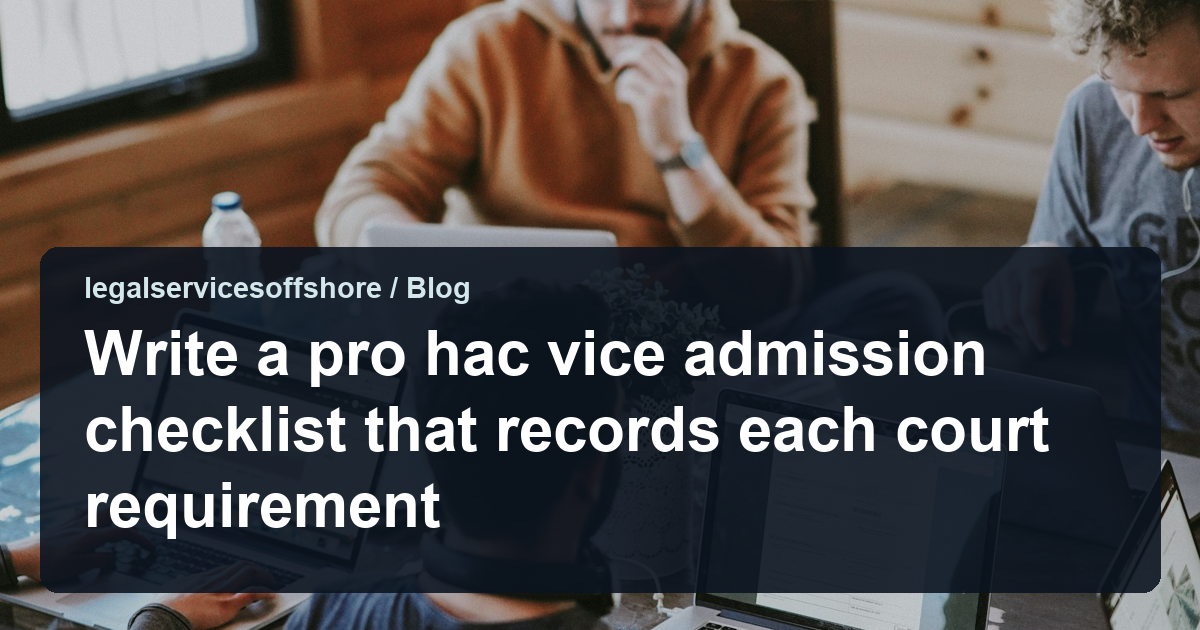 legalservicesoffshore / Blog
Write a pro hac vice admission
checklist that records each court
requirement